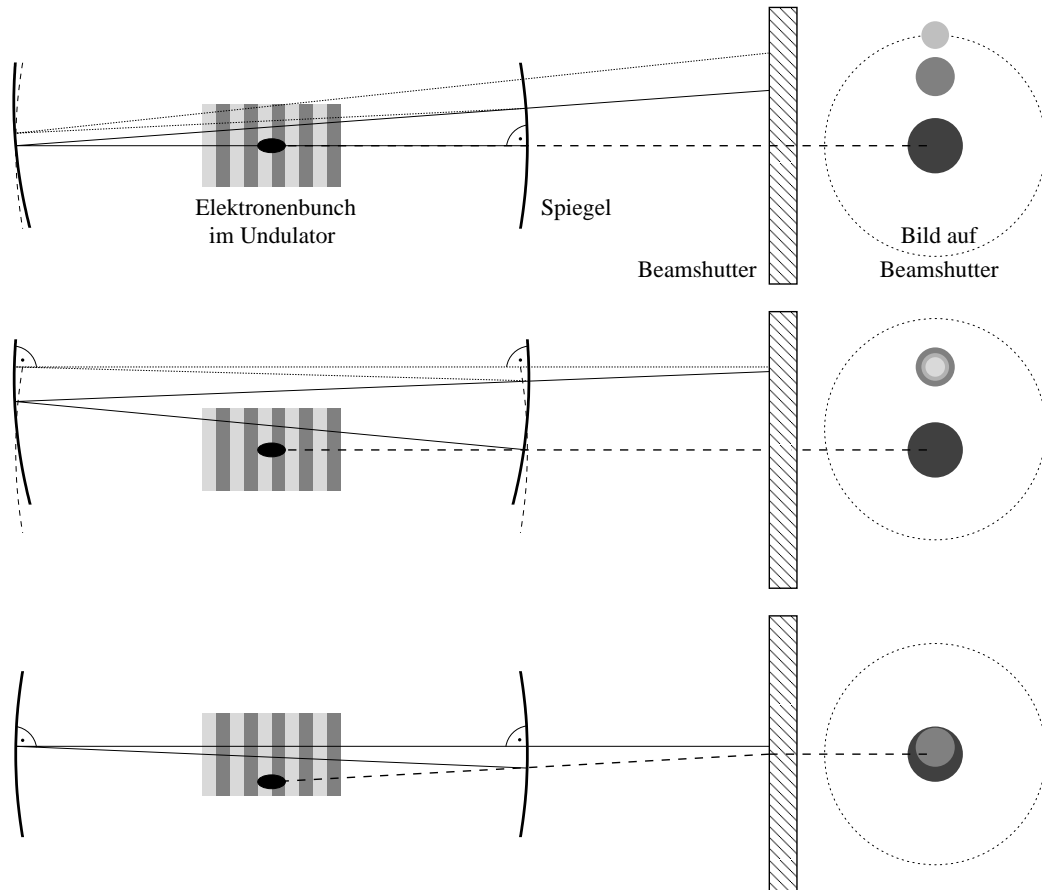 Elektronenbunch
im Undulator
Spiegel
Beamshutter
Bild auf
Beamshutter